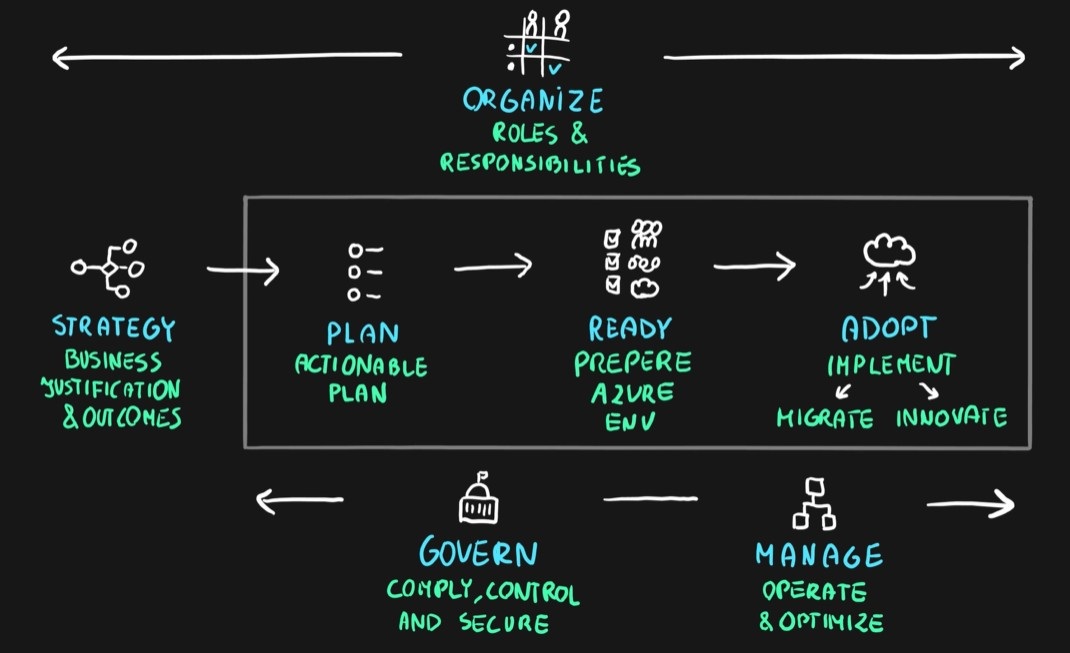 ORGANIZE
ROLES &
RESPONSIBILITIES
STRATEGY
BUSINESS
JUSTIFICATION
& OUTCOMES
PLAN
ACTIONABLE
PLAN
READY
PREPERE
AZURE
ENV
ADOPT
IMPLEMENT
MIGRATE INNOVATE
GOVERN
COMPLY, CONTROL
AND SECURE
MANAGE
OPERATE
& OPTIMIZE